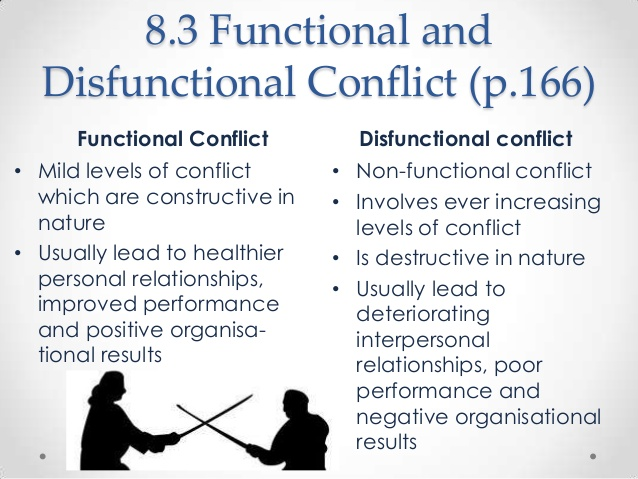 8.3 Functional and
Disfunctional Conflict (p.166)
Functional Conflict
• Mild levels of conflict
which are constructive in
nature
• Usually lead to healthier
personal relationships,
improved performance
and positive organisa-
tional results
Disfunctional conflict
• Non-functional conflict
• Involves ever increasing
levels of conflict
• Is destructive in nature
• Usually lead to
deteriorating
interpersonal
relationships, poor
performance and
negative organisational
results